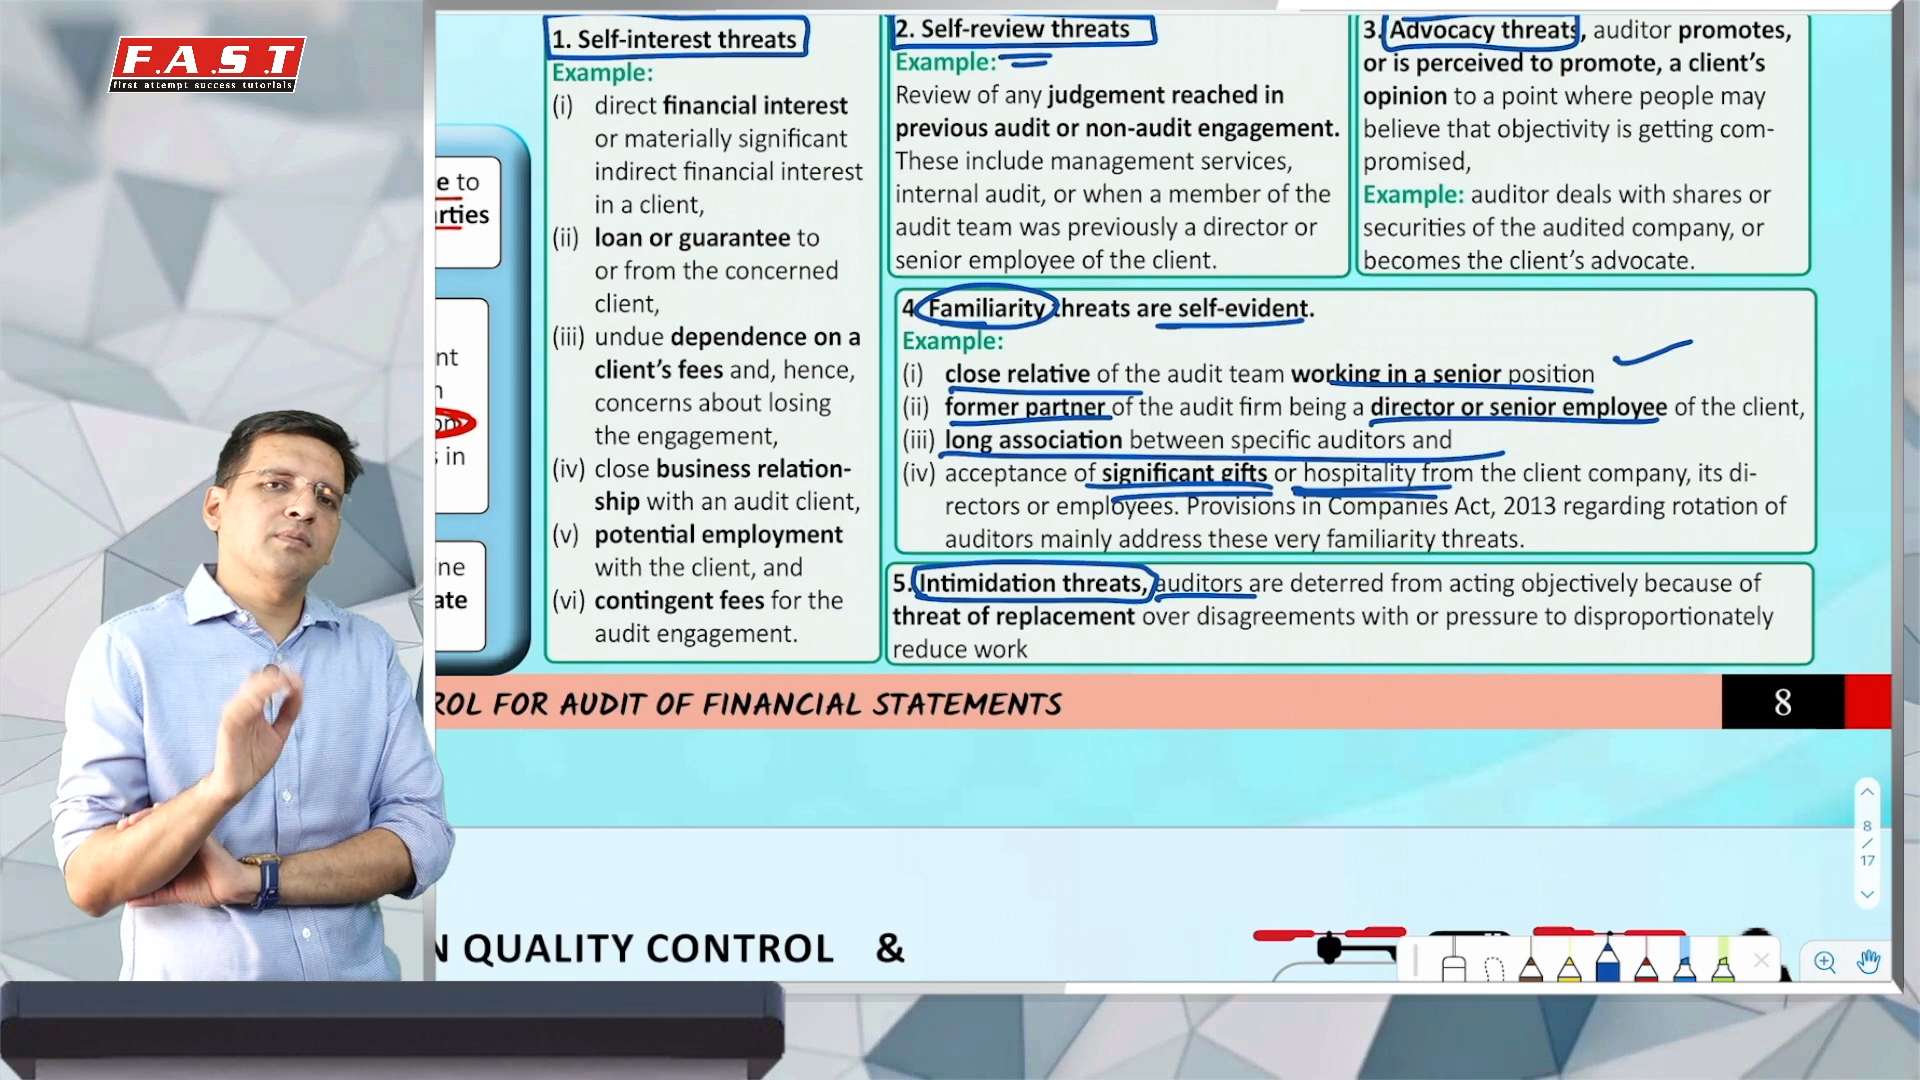 F.A.S.T
first attempt success tutorials
e to
rties
nt
n
on
s in
ine
ate
1. Self-interest threats
Example:
(i) direct financial interest
or materially significant
indirect financial interest
in a client,
(ii) loan or guarantee to
or from the concerned
client,
(iii) undue dependence on a
client's fees and, hence,
concerns about losing
the engagement,
(iv) close business relation-
ship with an audit client,
(v) potential employment
with the client, and
(vi) contingent fees for the
audit engagement.
2. Self-review threats
Example:
Review of any judgement reached in
previous audit or non-audit engagement.
These include management services,
internal audit, or when a member of the
audit team was previously a director or
senior employee of the client.
3. Advocacy threats, auditor promotes,
or is perceived to promote, a client's
opinion to a point where people may
believe that objectivity is getting com-
promised,
Example: auditor deals with shares or
securities of the audited company, or
becomes the client's advocate.
4. Familiarity threats are self-evident.
Example:
(i) close relative of the audit team working in a senior position
(ii) former partner of the audit firm being a director or senior employee of the client,
(iii) long association between specific auditors and
(iv) acceptance of significant gifts or hospitality from the client company, its di-
rectors or employees. Provisions in Companies Act, 2013 regarding rotation of
auditors mainly address these very familiarity threats.
5. Intimidation threats, auditors are deterred from acting objectively because of
threat of replacement over disagreements with or pressure to disproportionately
reduce work
ROL FOR AUDIT OF FINANCIAL STATEMENTS
8
8
/
17
N QUALITY CONTROL &